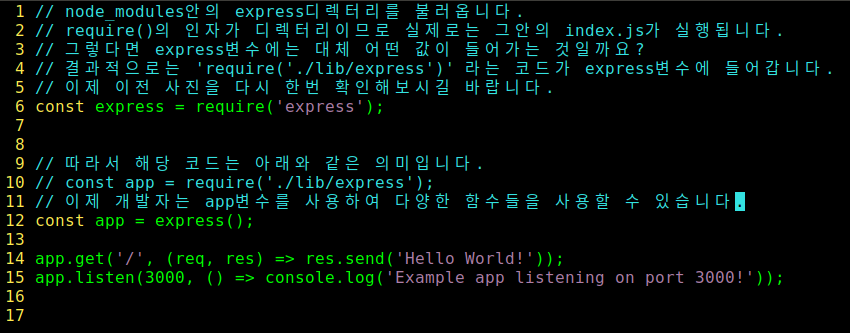 1 // node_modules안의 express디렉터리를 불러옵니다.
2 // require()의 인자가 디렉터리이므로 실제로는 그안의 index.js가 실행됩니다.
3 // 그렇다면 express변수에는 대체 어떤 값이 들어가는 것일까요?
4 // 결과적으로는 'require('./lib/express')' 라는 코드가 express변수에 들어갑니다.
5 // 이제 이전 사진을 다시 한번 확인해보시길 바랍니다.
6 const express = require('express');
7
8
9 // 따라서 해당 코드는 아래와 같은 의미입니다.
10 // const app = require('./lib/express');
11 // 이제 개발자는 app변수를 사용하여 다양한 함수들을 사용할 수 있습니다.
12 const app = express();
13
14 app.get('/', (req, res) => res.send('Hello World!'));
15 app.listen(3000, () => console.log('Example app listening on port 3000!'));
16
17